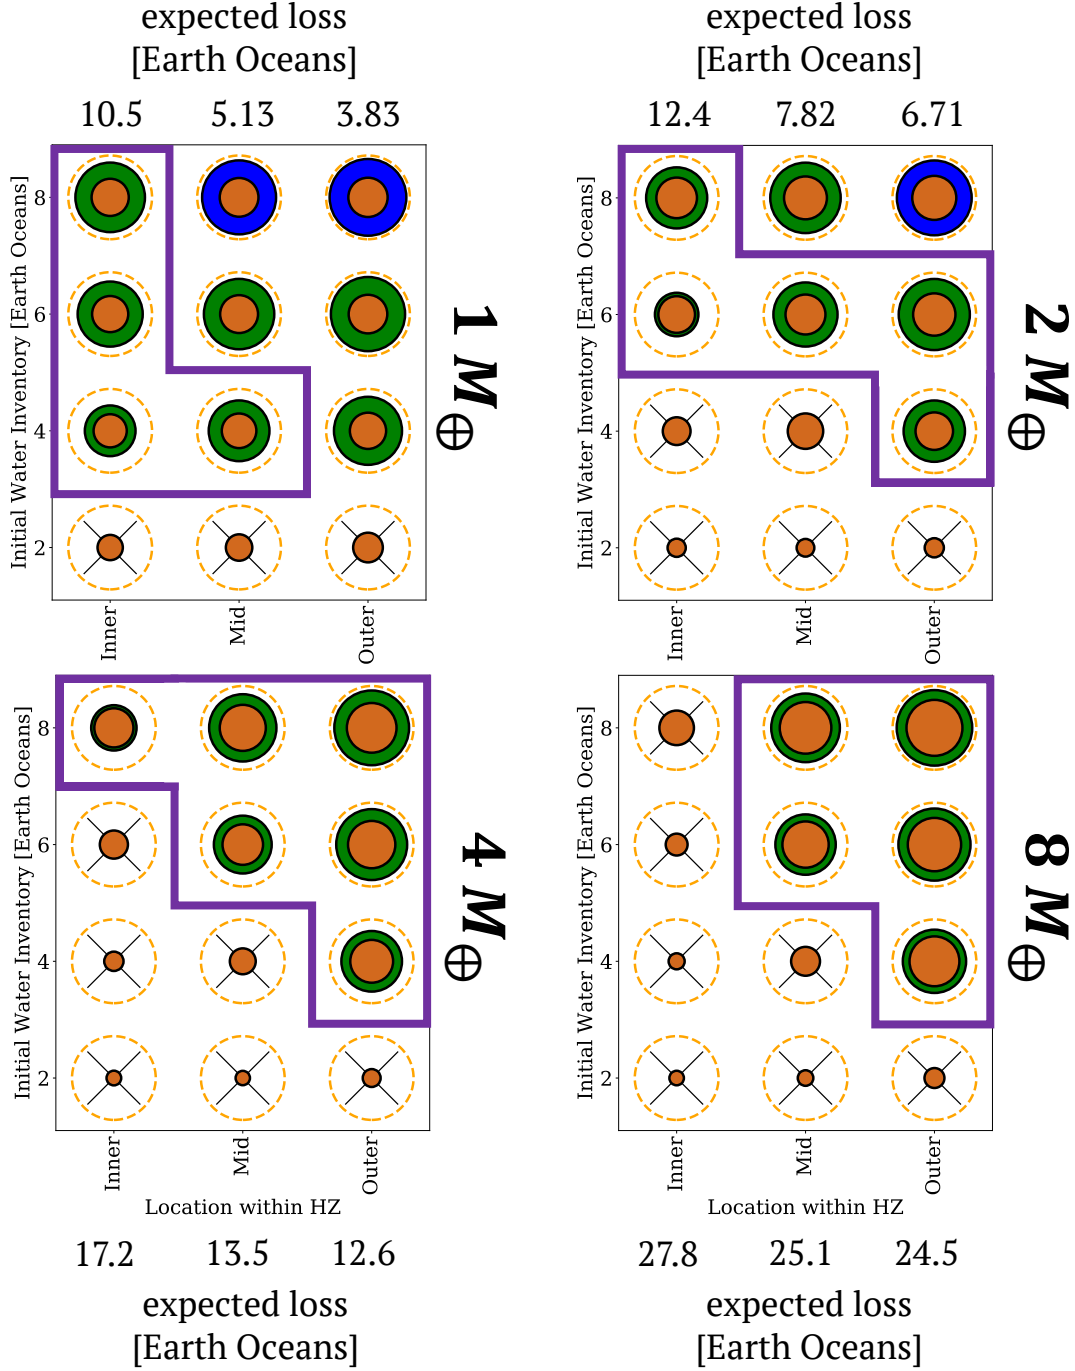 expected loss
[Earth Oceans]
10.5 5.13 3.83
Initial Water Inventory [Earth Oceans]
8
6
4
2
Inner Mid Outer
1 M⊕
expected loss
[Earth Oceans]
12.4 7.82 6.71
8
6
4
2
Initial Water Inventory [Earth Oceans]
Inner Mid Outer
2 M⊕
Initial Water Inventory [Earth Oceans]
8
6
4
2
Inner Mid Outer
Location within HZ
4 M⊕
17.2 13.5 12.6
expected loss
[Earth Oceans]
Initial Water Inventory [Earth Oceans]
8
6
4
2
Inner Mid Outer
Location within HZ
8 M⊕
27.8 25.1 24.5
expected loss
[Earth Oceans]